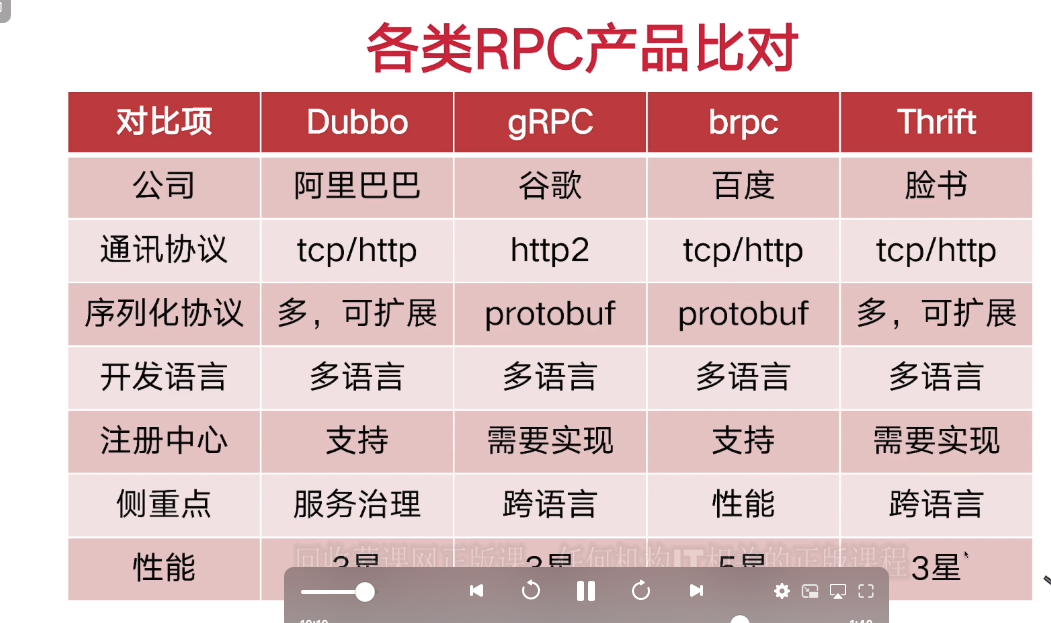 各类RPC产品比对
对比项 Dubbo gRPC brpc Thrift
公司 阿里巴巴 谷歌 百度 脸书
通讯协议 tcp/http http2 tcp/http tcp/http
序列化协议 多，可扩展 protobuf protobuf 多，可扩展
开发语言 多语言 多语言 多语言 多语言
注册中心 支持 需要实现 支持 需要实现
侧重点 服务治理 跨语言 性能 跨语言
性能 3星 3星 5星 3星